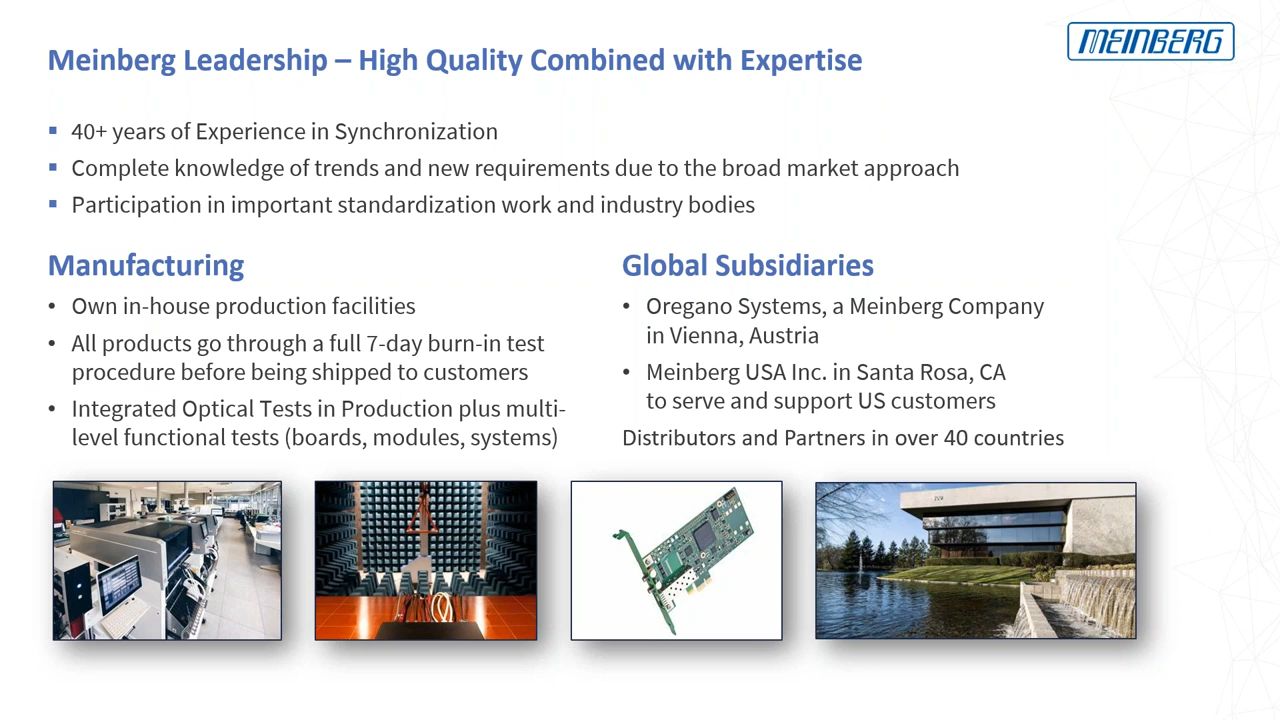 MEINBERG
Meinberg Leadership – High Quality Combined with Expertise
40+ years of Experience in Synchronization
Complete knowledge of trends and new requirements due to the broad market approach
Participation in important standardization work and industry bodies
Manufacturing
• Own in-house production facilities
• All products go through a full 7-day burn-in test
procedure before being shipped to customers
• Integrated Optical Tests in Production plus multi-
level functional tests (boards, modules, systems)
Global Subsidiaries
• Oregano Systems, a Meinberg Company
in Vienna, Austria
• Meinberg USA Inc. in Santa Rosa, CA
to serve and support US customers
Distributors and Partners in over 40 countries